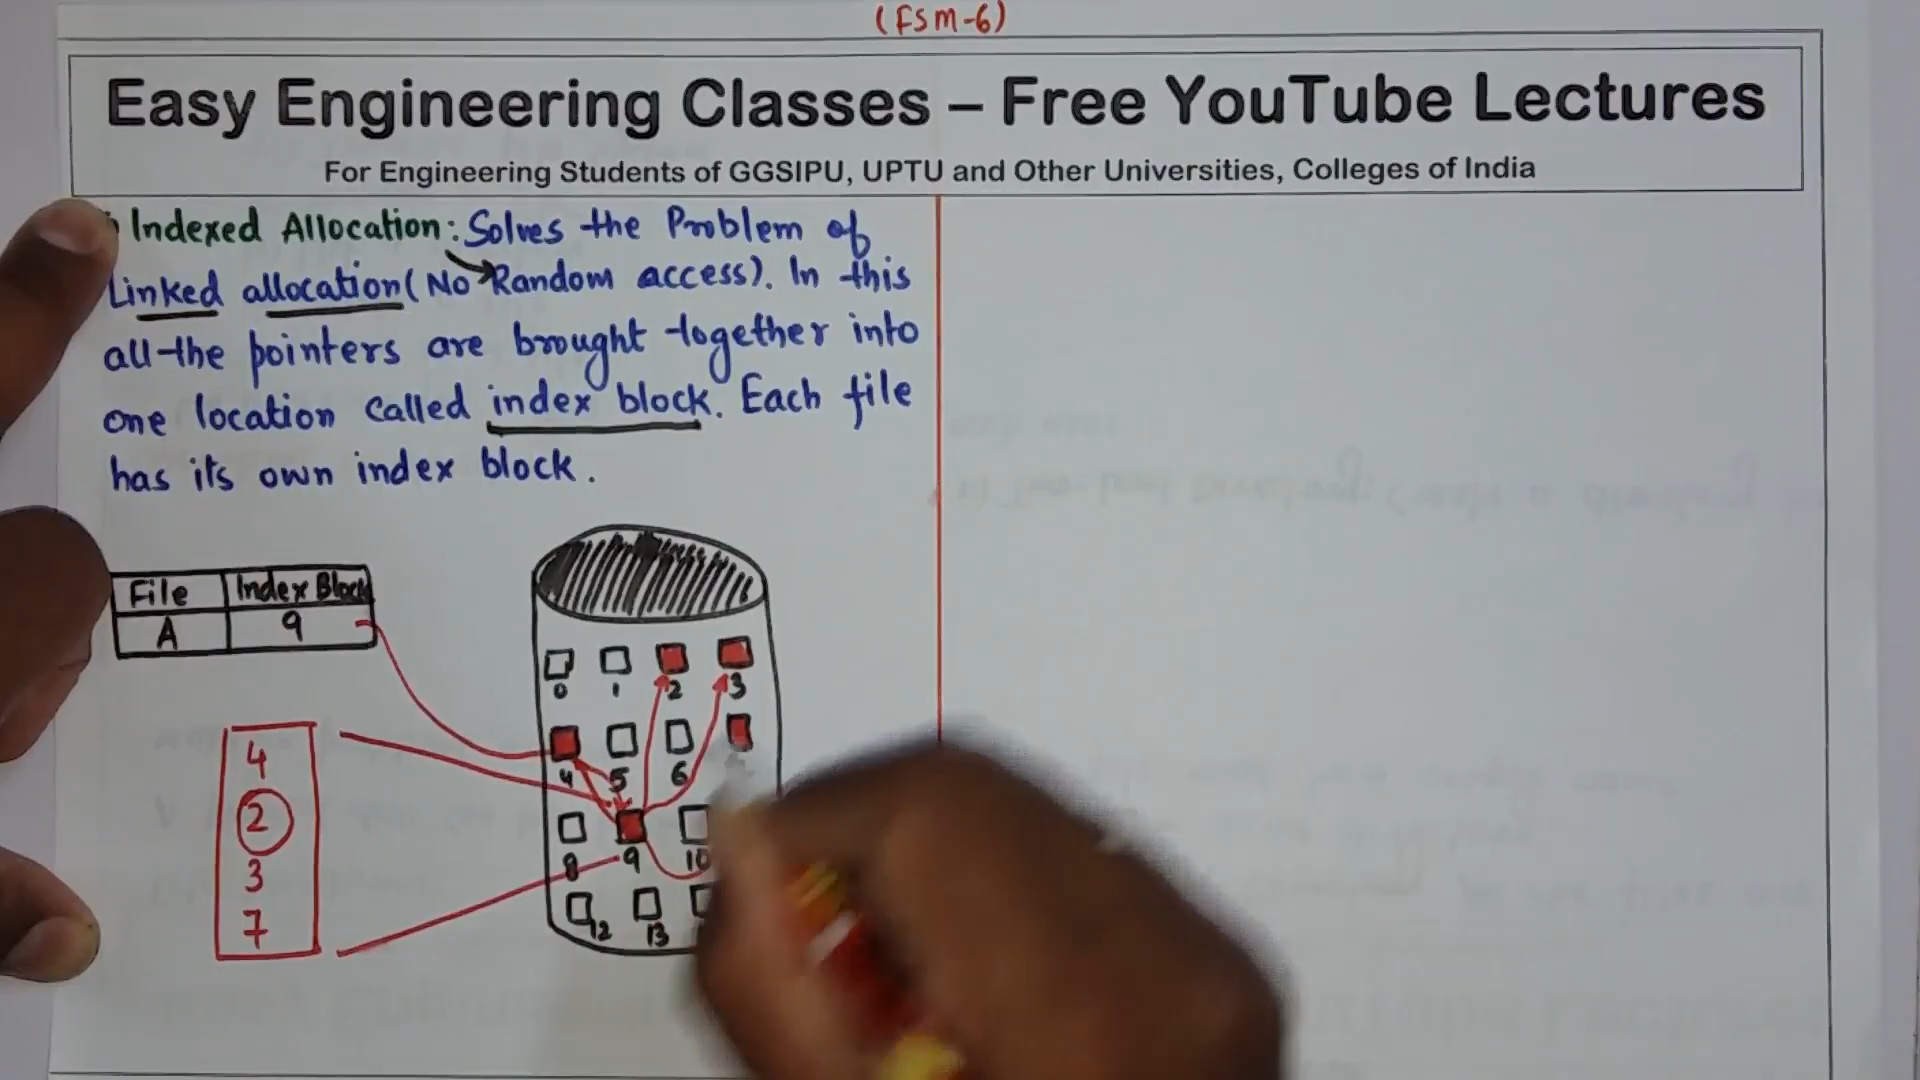 (FSM-6)
Easy Engineering Classes – Free YouTube Lectures
For Engineering Students of GGSIPU, UPTU and Other Universities, Colleges of India
Indexed Allocation: Solves the Problem of
Linked allocation (No Random access). In this
all the pointers are brought together into
one location called index block. Each file
has its own index block.
File Index Block
A 9
0 1 2 3
4 5 6
8 9 10
12 13
4
2
3
7